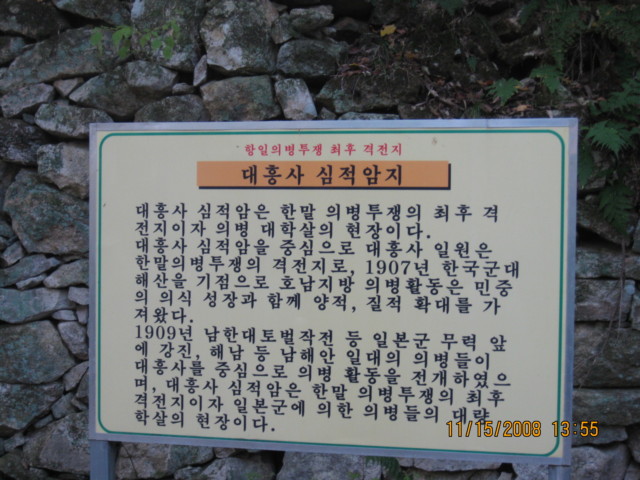 항일의병투쟁 최후 격전지
대흥사 심적암지
대흥사 심적암은 한말 의병투쟁의 최후 격
전지이자 의병 대학살의 현장이다.
대흥사 심적암을 중심으로 대흥사 일원은
한말의병투쟁의 격전지로, 1907년 한국군대
해산을 기점으로 호남지방 의병활동은 민중
의 의식 성장과 함께 양적, 질적 확대를 가
져왔다.
1909년 남한대토벌작전 등 일본군 무력 앞
에 강진, 해남 등 남해안 일대의 의병들이
대흥사를 중심으로 의병 활동을 전개하였으
며, 대흥사 심적암은 한말 의병투쟁의 최후
격전지이자 일본군에 의한 의병들의 대량
학살의 현장이다.
11/15/2008 13:55